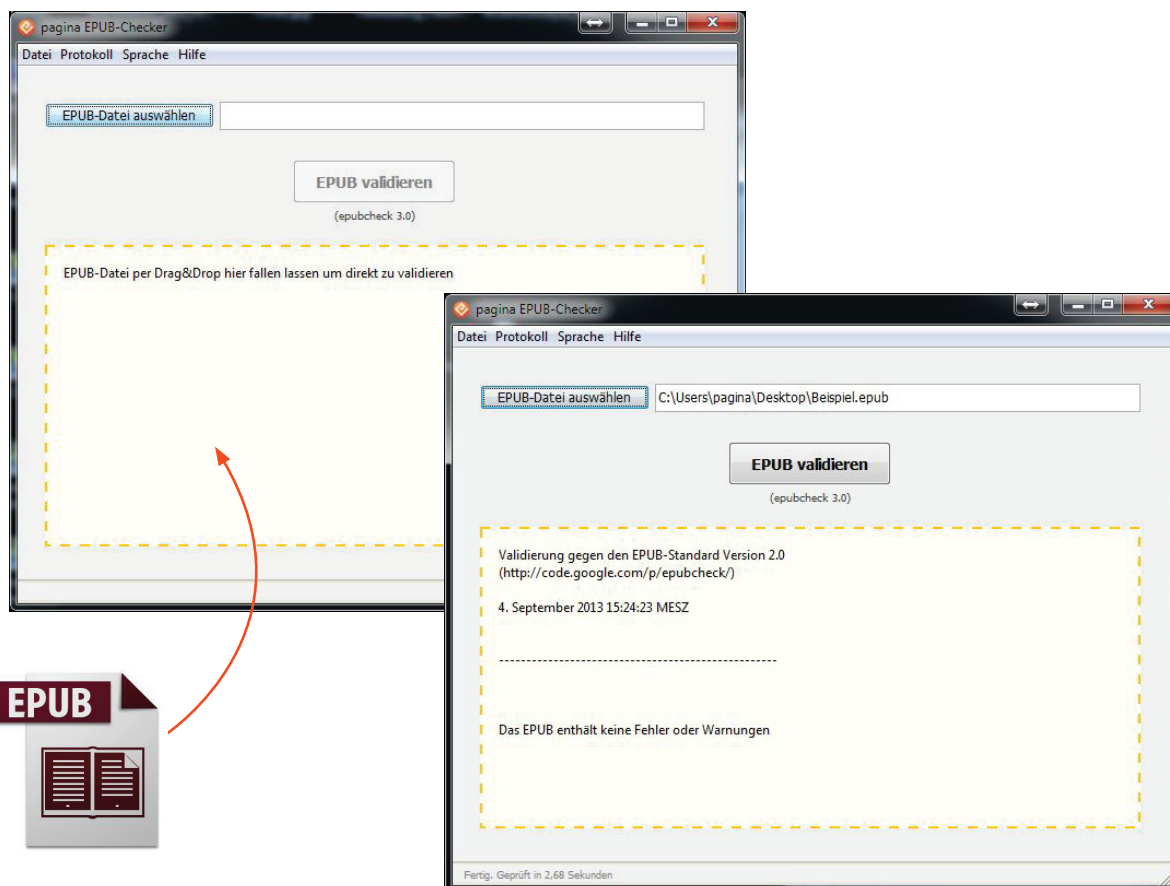 pagina EPUB-Checker
Datei Protokoll Sprache Hilfe
EPUB-Datei auswählen
EPUB validieren
(epubcheck 3.0)
EPUB-Datei per Drag&Drop hier fallen lassen um direkt zu validieren
EPUB
pagina EPUB-Checker
Datei Protokoll Sprache Hilfe
EPUB-Datei auswählen C:\Users\pagina\Desktop\Beispiel.epub
EPUB validieren
(epubcheck 3.0)
Validierung gegen den EPUB-Standard Version 2.0
(http://code.google.com/p/epubcheck/)
4. September 2013 15:24:23 MESZ
----------------------------------------------------
Das EPUB enthält keine Fehler oder Warnungen
Fertig. Geprüft in 2,68 Sekunden